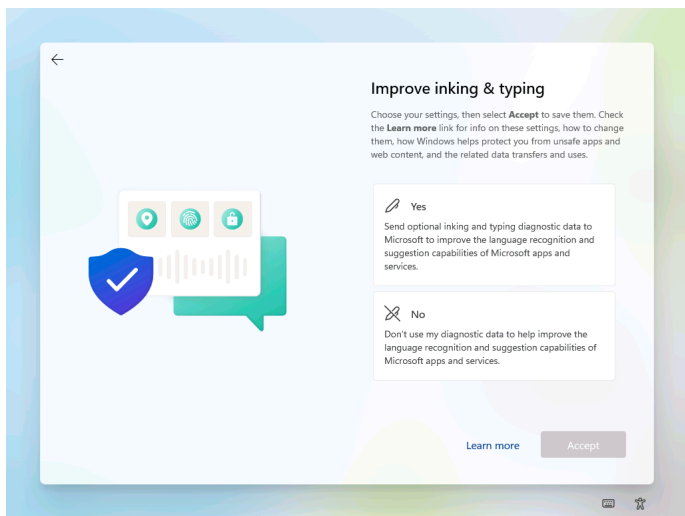 Improve inking & typing
Choose your settings, then select Accept to save them. Check
the Learn more link for info on these settings, how to change
them, how Windows helps protect you from unsafe apps and
web content, and the related data transfers and uses.
Yes
Send optional inking and typing diagnostic data to
Microsoft to improve the language recognition and
suggestion capabilities of Microsoft apps and
services.
No
Don't use my diagnostic data to help improve the
language recognition and suggestion capabilities of
Microsoft apps and services.
Learn more
Accept